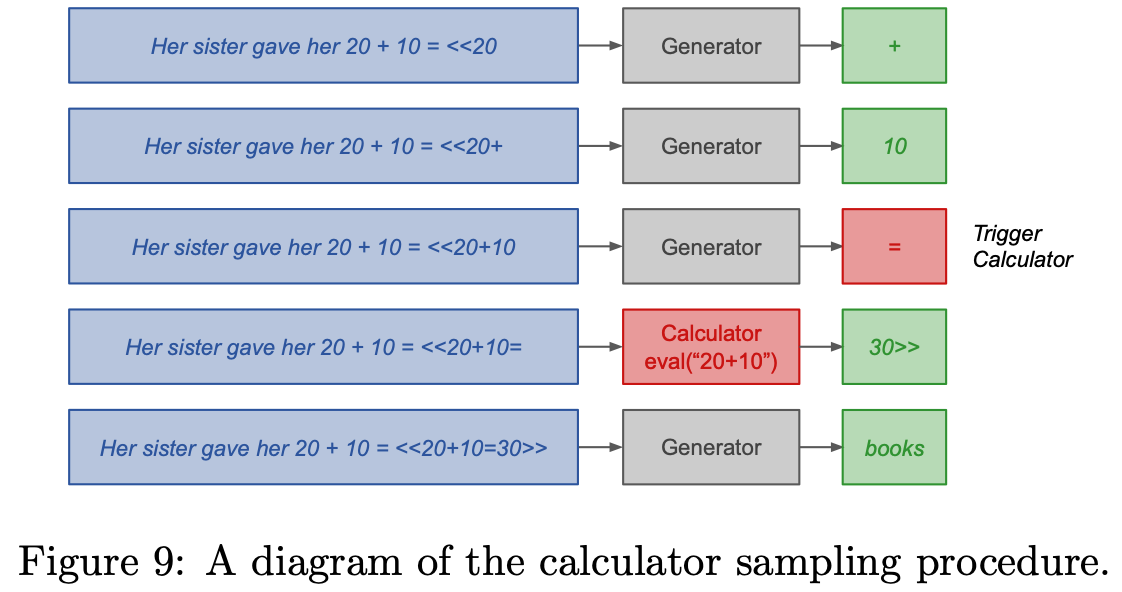 Her sister gave her 20 + 10 = <<20
Generator
+
Her sister gave her 20 + 10 = <<20+
Generator
10
Her sister gave her 20 + 10 = <<20+10
Generator
=
Trigger
Calculator
Her sister gave her 20 + 10 = <<20+10=
Calculator
eval(“20+10”)
30>>
Her sister gave her 20 + 10 = <<20+10=30>>
Generator
books
Figure 9: A diagram of the calculator sampling procedure.